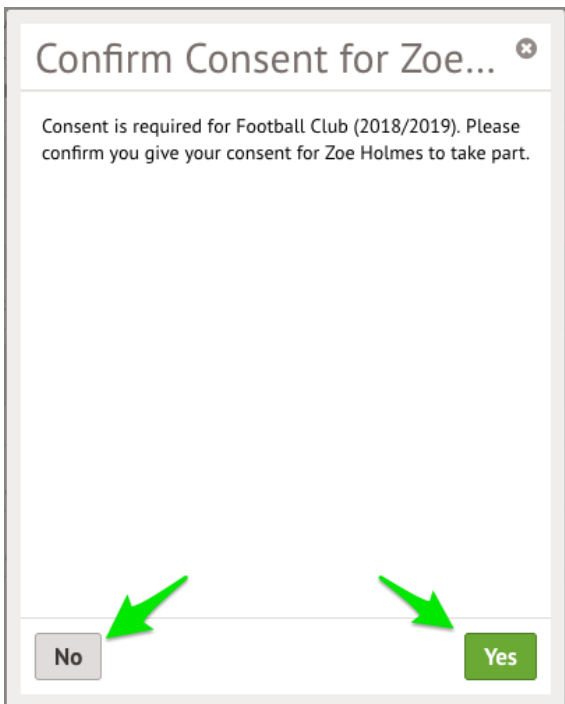 Confirm Consent for Zoe...
Consent is required for Football Club (2018/2019). Please
confirm you give your consent for Zoe Holmes to take part.
No
Yes